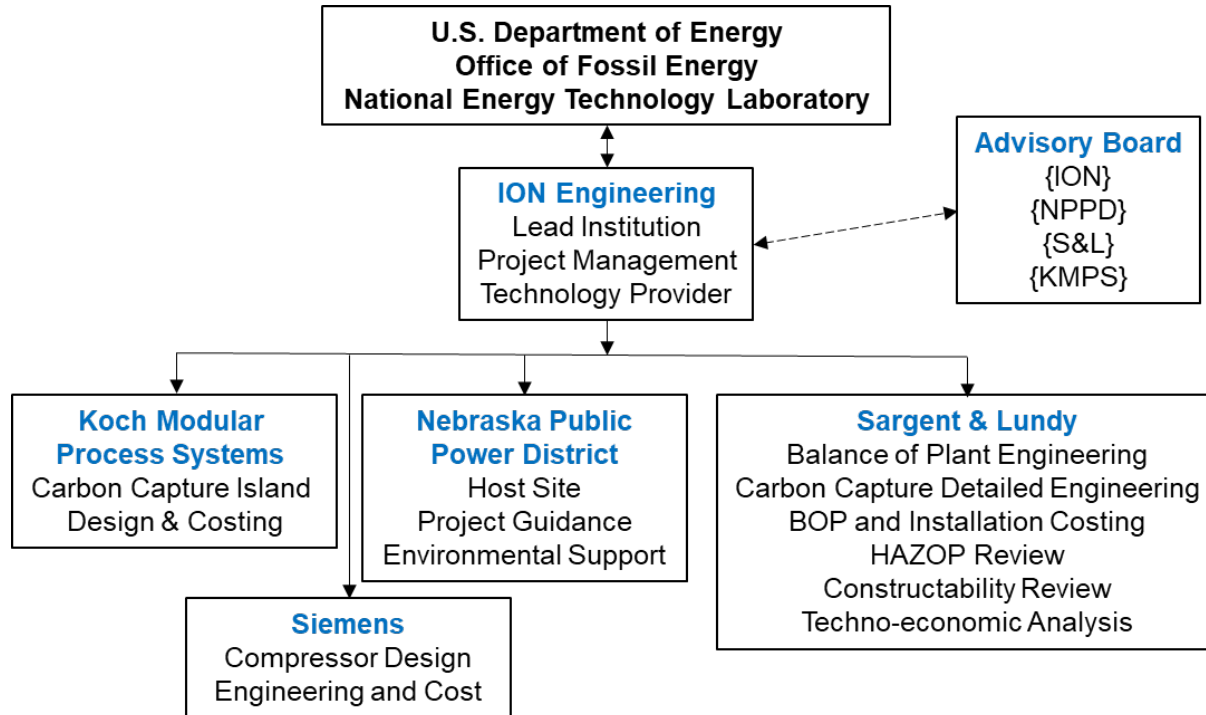 U.S. Department of Energy
Office of Fossil Energy
National Energy Technology Laboratory
Advisory Board
{ION}
{NPPD}
{S&L}
{KMPS}
ION Engineering
Lead Institution
Project Management
Technology Provider
Koch Modular
Process Systems
Carbon Capture Island
Design & Costing
Nebraska Public
Power District
Host Site
Project Guidance
Environmental Support
Sargent & Lundy
Balance of Plant Engineering
Carbon Capture Detailed Engineering
BOP and Installation Costing
HAZOP Review
Constructability Review
Techno-economic Analysis
Siemens
Compressor Design
Engineering and Cost